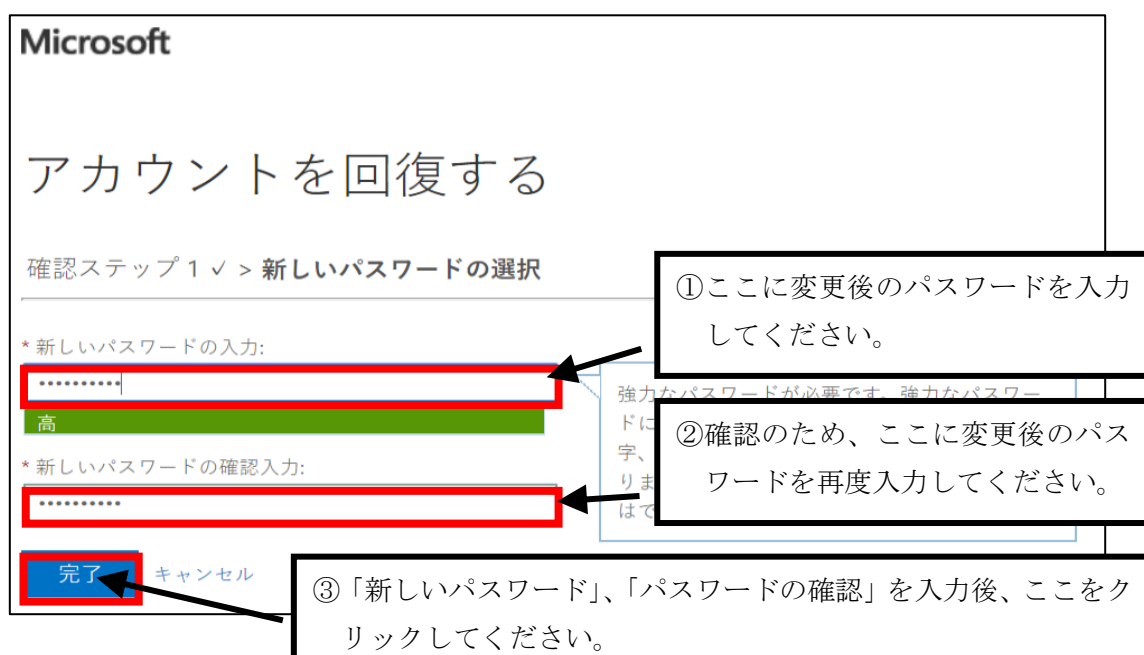 Microsoft
アカウントを回復する
確認ステップ 1 ✓ > 新しいパスワードの選択
①ここに変更後のパスワードを入力
してください。
* 新しいパスワードの入力:
••••••••••
高
強力なパスワードが必要です。強力なパスワー
ドに
字、
りま
はで
②確認のため、ここに変更後のパス
ワードを再度入力してください。
* 新しいパスワードの確認入力:
••••••••••
完了
キャンセル
③「新しいパスワード」、「パスワードの確認」を入力後、ここをク
リックしてください。